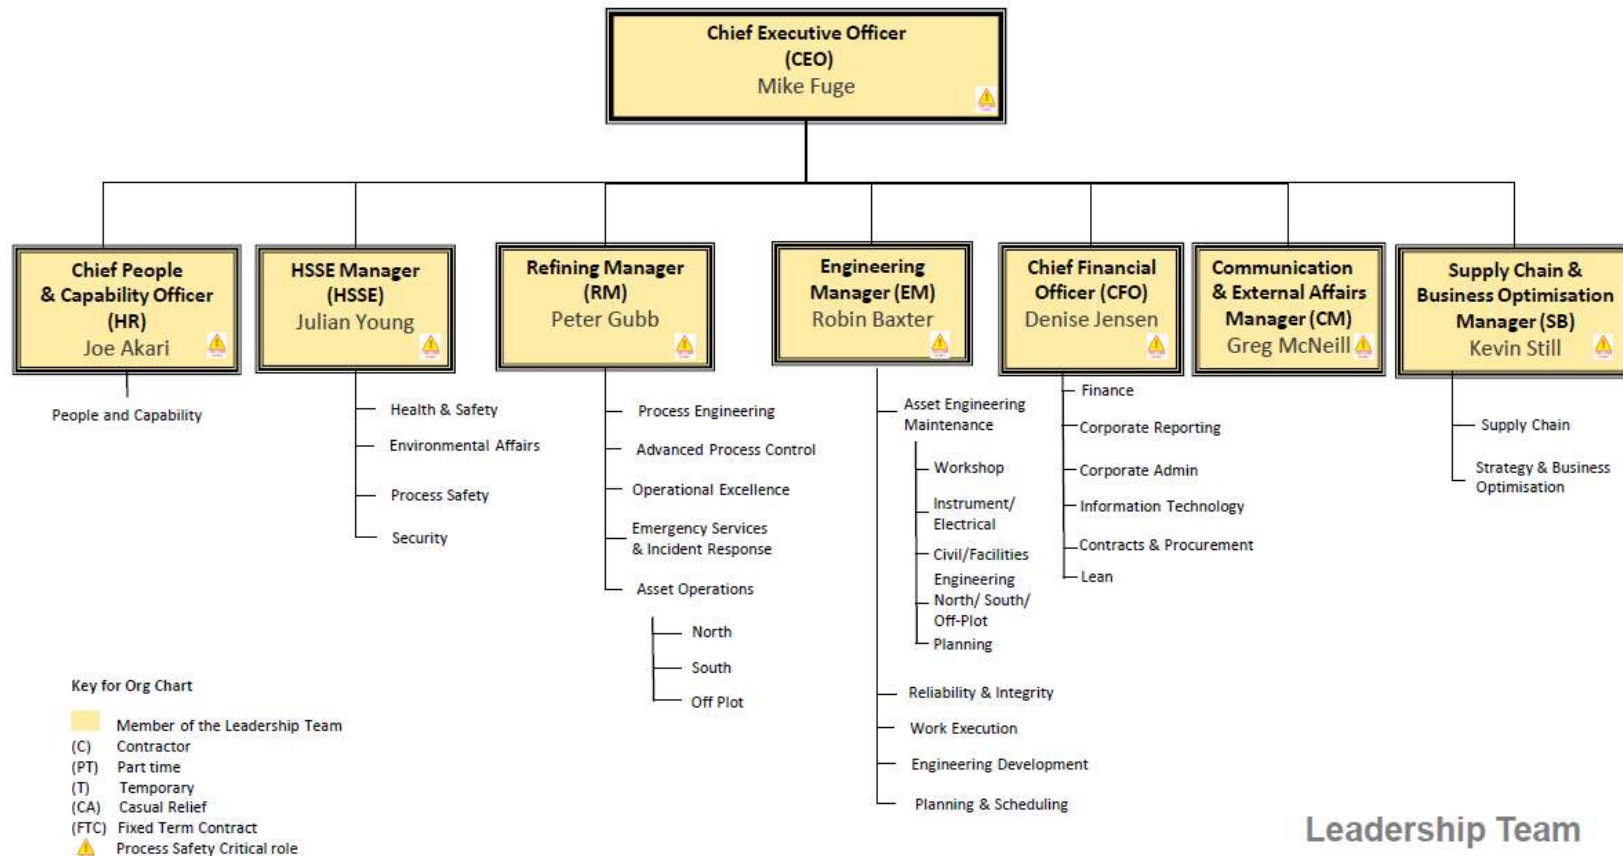 Chief Executive Officer
(CEO)
Mike Fuge
Chief People
& Capability Officer
(HR)
Joe Akari
HSSE Manager
(HSSE)
Julian Young
Refining Manager
(RM)
Peter Gubb
Engineering
Manager (EM)
Robin Baxter
Chief Financial
Officer (CFO)
Denise Jensen
Communication
& External Affairs
Manager (CM)
Greg McNeill
Supply Chain &
Business Optimisation
Manager (SB)
Kevin Still
People and Capability
Health & Safety
Environmental Affairs
Process Safety
Security
Process Engineering
Advanced Process Control
Operational Excellence
Emergency Services
& Incident Response
Asset Operations
North
South
Off Plot
Asset Engineering
Maintenance
Workshop
Instrument/
Electrical
Civil/Facilities
Engineering
North/ South/
Off-Plot
Planning
Reliability & Integrity
Work Execution
Engineering Development
Planning & Scheduling
Finance
Corporate Reporting
Corporate Admin
Information Technology
Contracts & Procurement
Lean
Supply Chain
Strategy & Business
Optimisation
Key for Org Chart
Member of the Leadership Team
(C) Contractor
(PT) Part time
(T) Temporary
(CA) Casual Relief
(FTC) Fixed Term Contract
Process Safety Critical role
Leadership Team